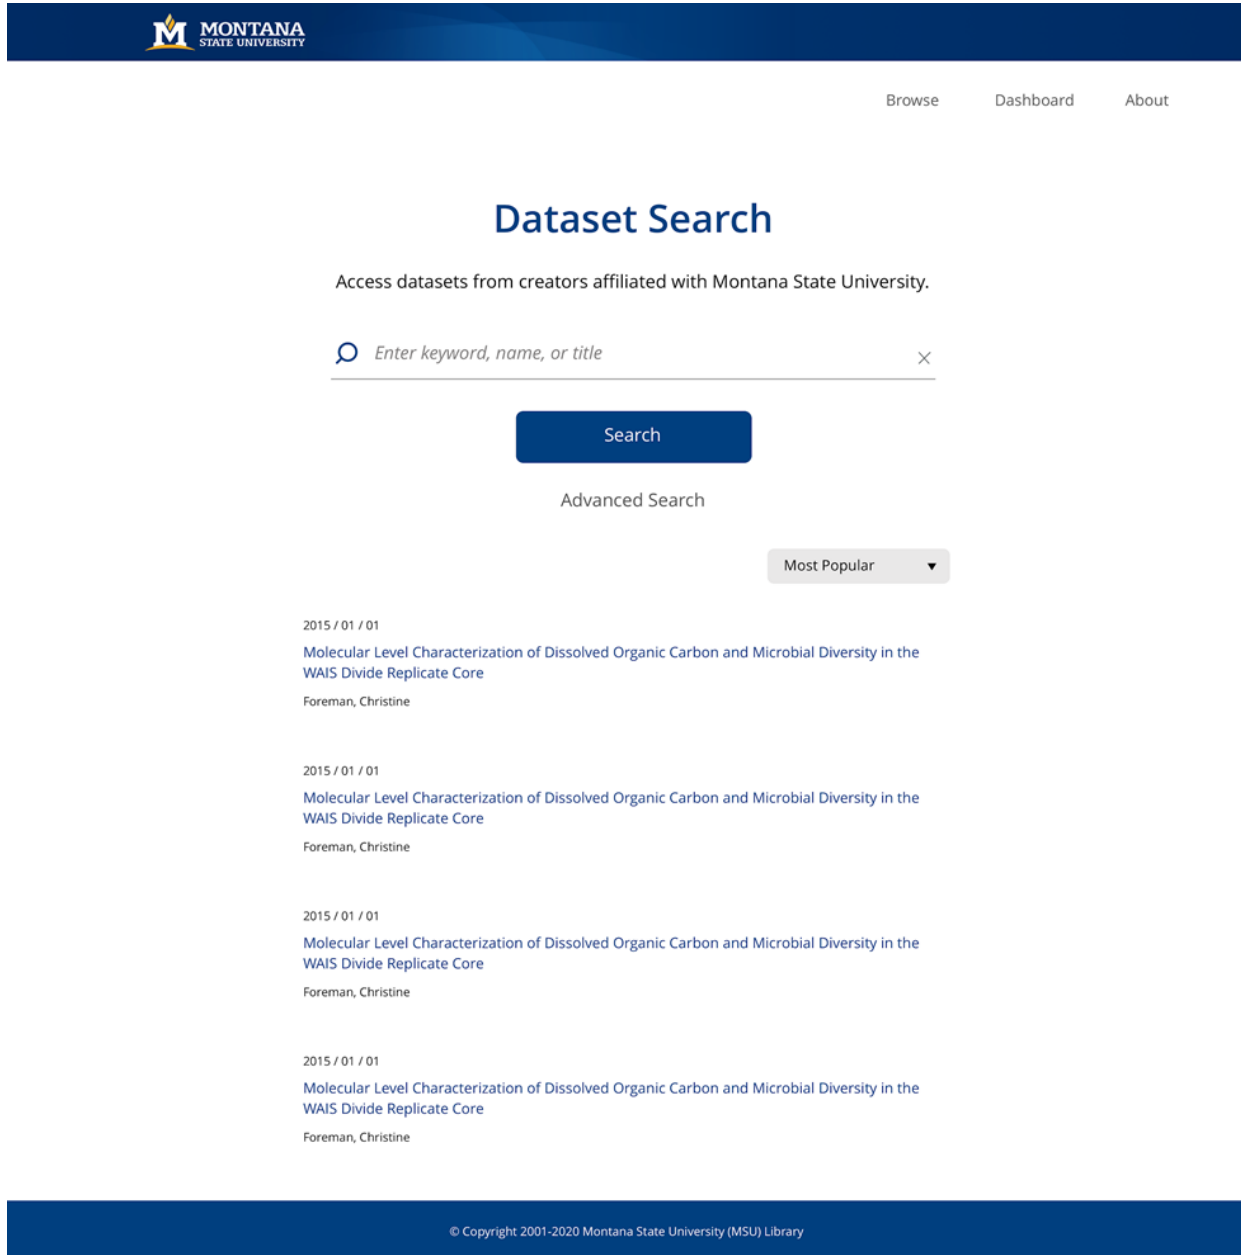 MONTANA
STATE UNIVERSITY
Browse Dashboard About
Dataset Search
Access datasets from creators affiliated with Montana State University.
Enter keyword, name, or title
Search
Advanced Search
Most Popular
2015 / 01 / 01
Molecular Level Characterization of Dissolved Organic Carbon and Microbial Diversity in the
WAIS Divide Replicate Core
Foreman, Christine
2015 / 01 / 01
Molecular Level Characterization of Dissolved Organic Carbon and Microbial Diversity in the
WAIS Divide Replicate Core
Foreman, Christine
2015 / 01 / 01
Molecular Level Characterization of Dissolved Organic Carbon and Microbial Diversity in the
WAIS Divide Replicate Core
Foreman, Christine
2015 / 01 / 01
Molecular Level Characterization of Dissolved Organic Carbon and Microbial Diversity in the
WAIS Divide Replicate Core
Foreman, Christine
© Copyright 2001-2020 Montana State University (MSU) Library